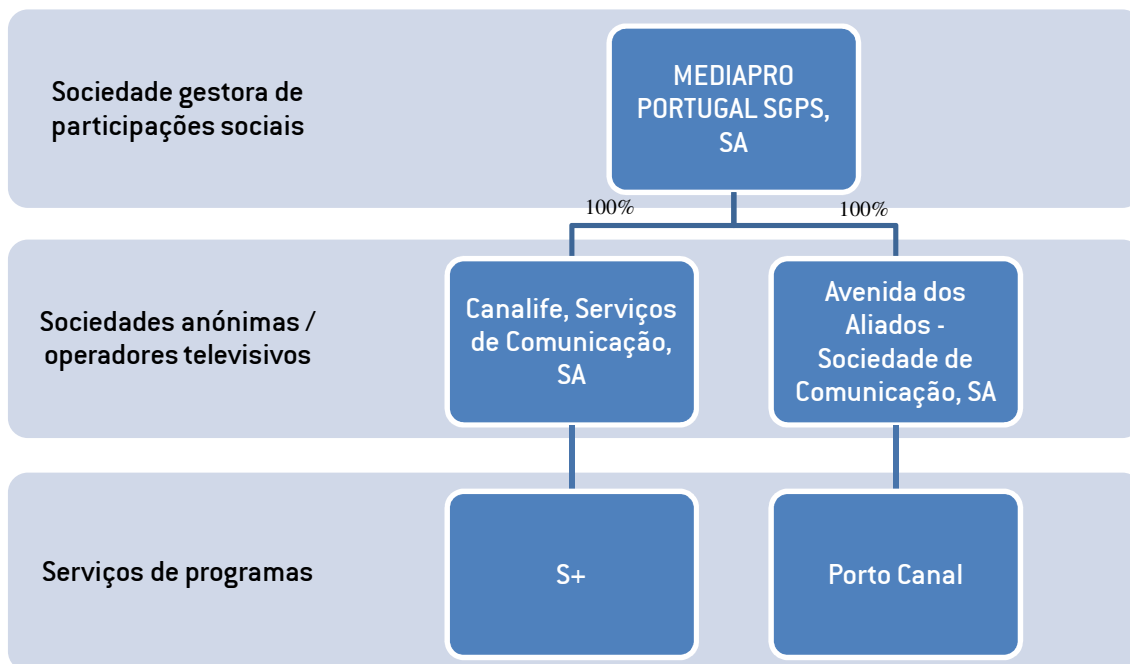 Sociedade gestora de
participações sociais
MEDIAPRO
PORTUGAL SGPS,
SA
100%
100%
Sociedades anónimas /
operadores televisivos
Canalife, Serviços
de Comunicação,
SA
Avenida dos
Aliados -
Sociedade de
Comunicação, SA
Serviços de programas
S+
Porto Canal